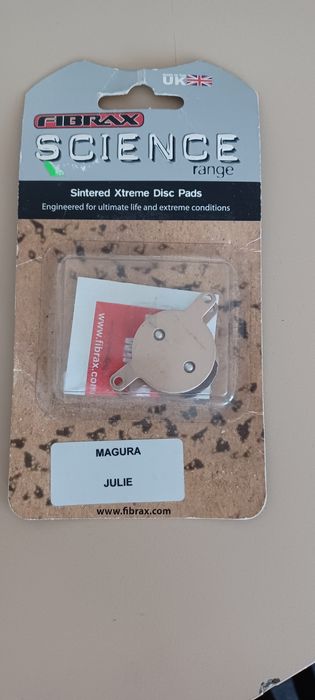 UK
FIBRAX
SCIENCE
range
Sintered Xtreme Disc Pads
Engineered for ultimate life and extreme conditions
www.fibrax.com
MAGURA
JULIE
www.fibrax.com